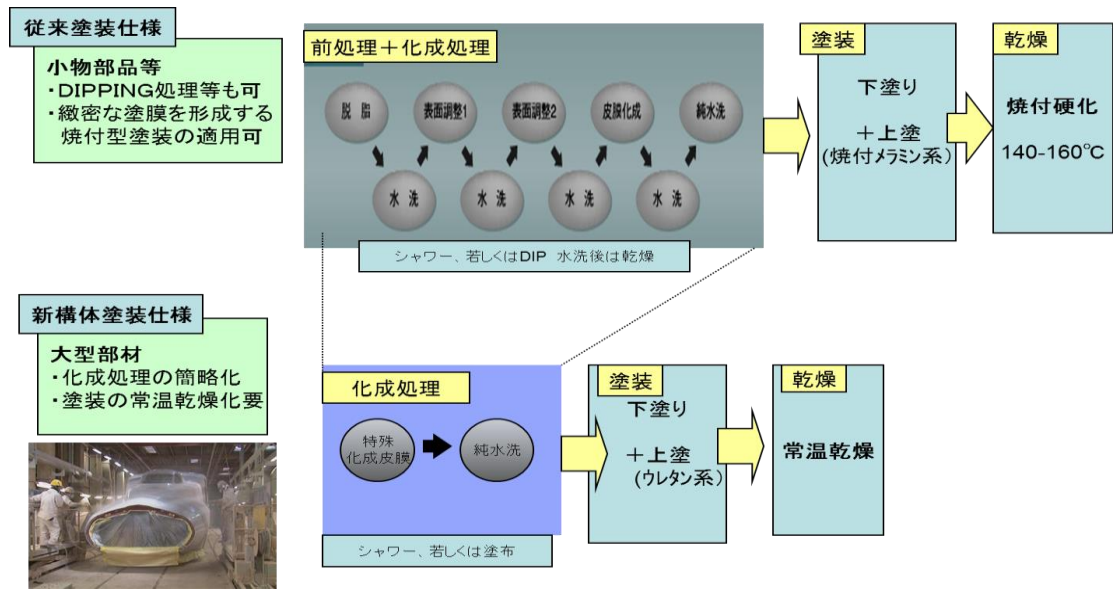 従来塗装仕様
小物部品等
・DIPPING処理等も可
・緻密な塗膜を形成する
焼付型塗装の適用可
前処理＋化成処理
脱 脂
表面調整1
表面調整2
皮膜化成
純水洗
水 洗
水 洗
水 洗
水 洗
シャワー、若しくはDIP 水洗後は乾燥
塗装
下塗り
＋上塗
(焼付メラミン系)
乾燥
焼付硬化
140-160℃
新構体塗装仕様
大型部材
・化成処理の簡略化
・塗装の常温乾燥化要
化成処理
特殊
化成皮膜
純水洗
シャワー、若しくは塗布
塗装
下塗り
＋上塗
(ウレタン系)
乾燥
常温乾燥